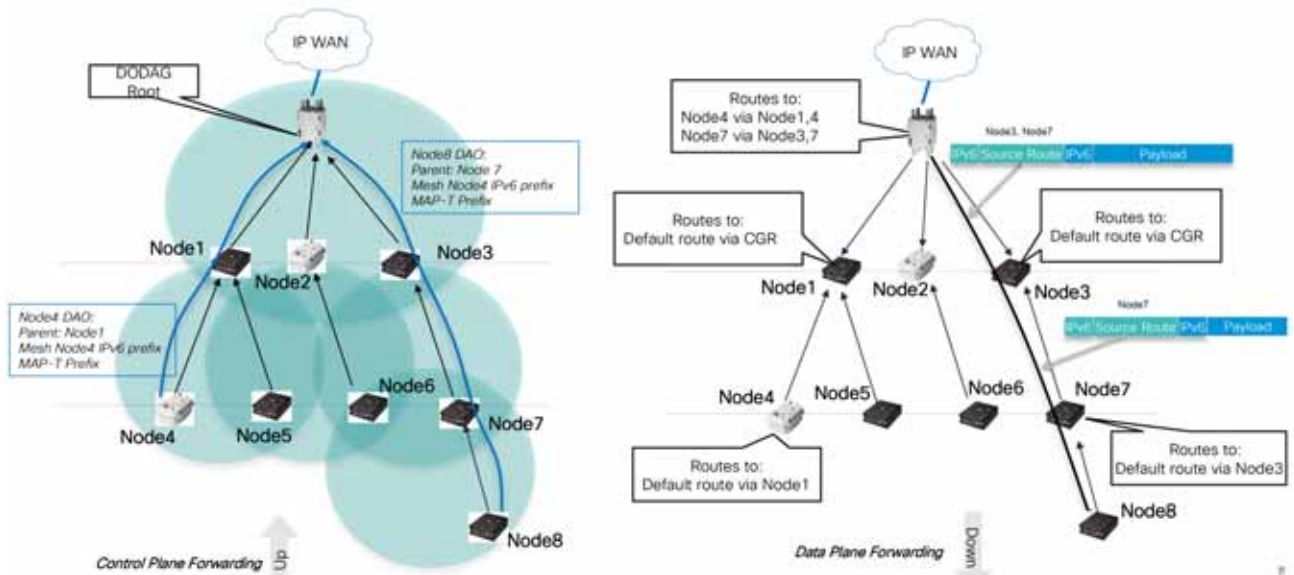 IP WAN
DODAG
Root
Node8 DAO:
Parent: Node 7
Mesh Node4 IPv6 prefix
MAP-T Prefix
Node1
Node2
Node3
Node4 DAO:
Parent: Node1
Mesh Node4 IPv6 prefix
MAP-T Prefix
Node4
Node5
Node6
Node7
Node8
Control Plane Forwarding
Up
IP WAN
Routes to:
Node4 via Node1,4
Node7 via Node3,7
Node3, Node7
IPv6 Source Route IPv6 Payload
Routes to:
Default route via CGR
Routes to:
Default route via CGR
Node1
Node2
Node3
Node7
IPv6 Source Route IPv6 Payload
Node4
Node5
Node6
Node7
Routes to:
Default route via Node1
Routes to:
Default route via Node3
Node8
Data Plane Forwarding
Down